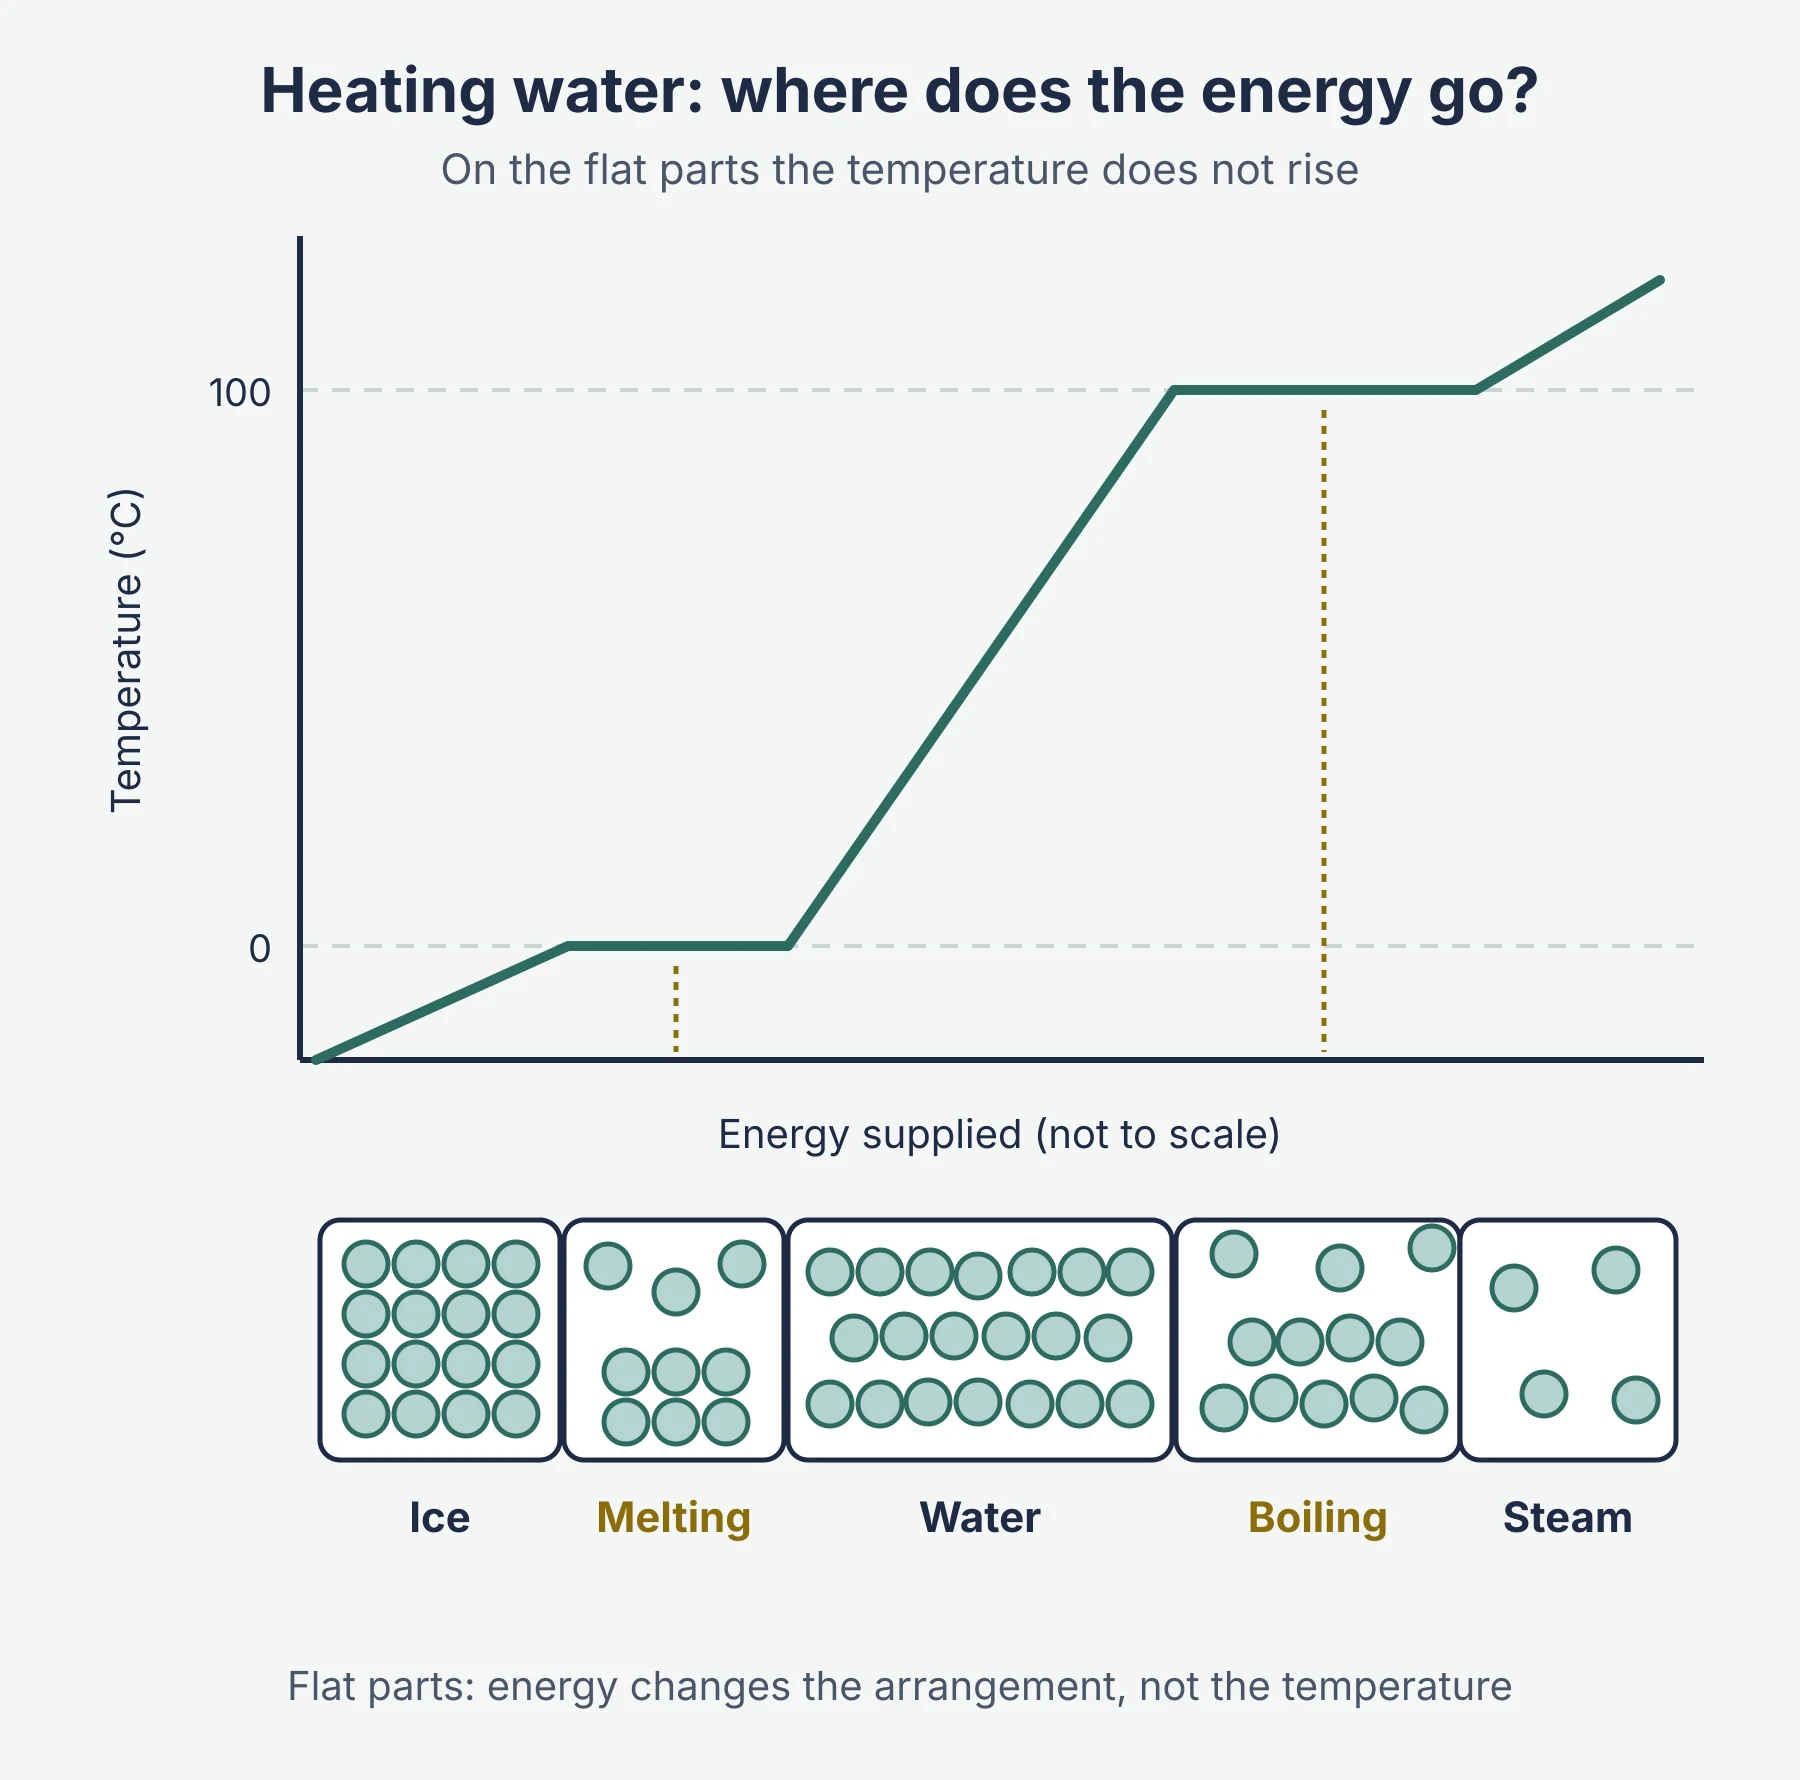 Heating water: where does the energy go?
On the flat parts the temperature does not rise
100
Temperature (°C)
0
Energy supplied (not to scale)
Ice
Melting
Water
Boiling
Steam
Flat parts: energy changes the arrangement, not the temperature